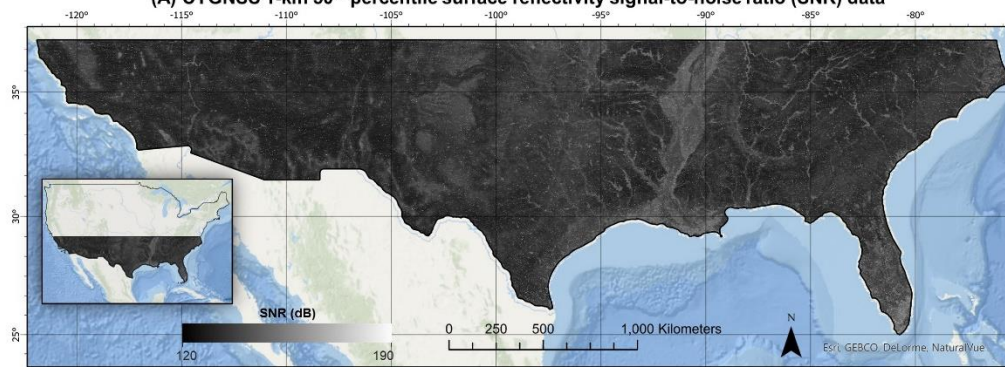 (A) CYGNSS 1-km 90th percentile surface reflectivity signal-to-noise ratio (SNR) data
-120° -115° -110° -105° -100° -95° -90° -85° -80°
35°
30°
25°
SNR (dB)
120 190
0 250 500 1,000 Kilometers
N
Esri, GEBCO, DeLorme, NaturalVue